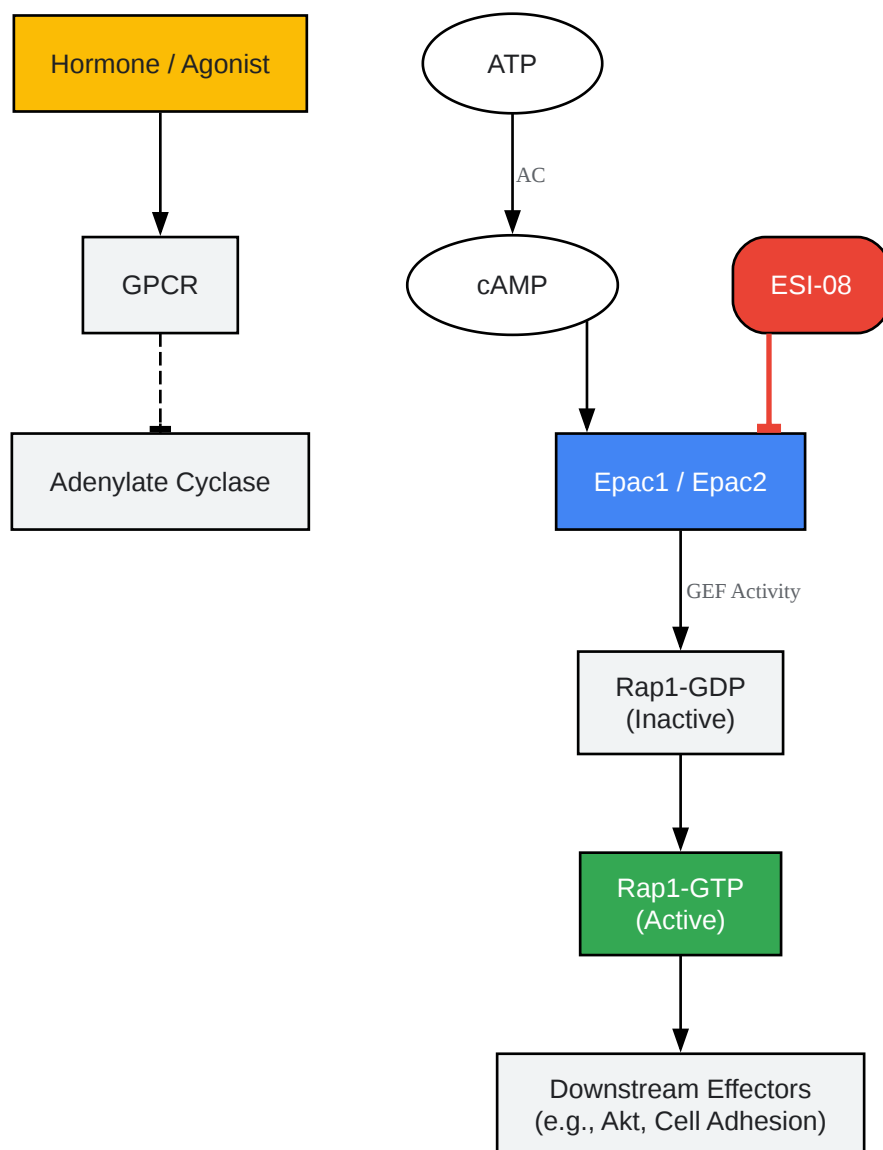 Hormone / Agonist
ATP
AC
GPCR
cAMP
ESI-08
Adenylate Cyclase
Epac1 / Epac2
GEF Activity
Rap1-GDP
(Inactive)
Rap1-GTP
(Active)
Downstream Effectors
(e.g., Akt, Cell Adhesion)